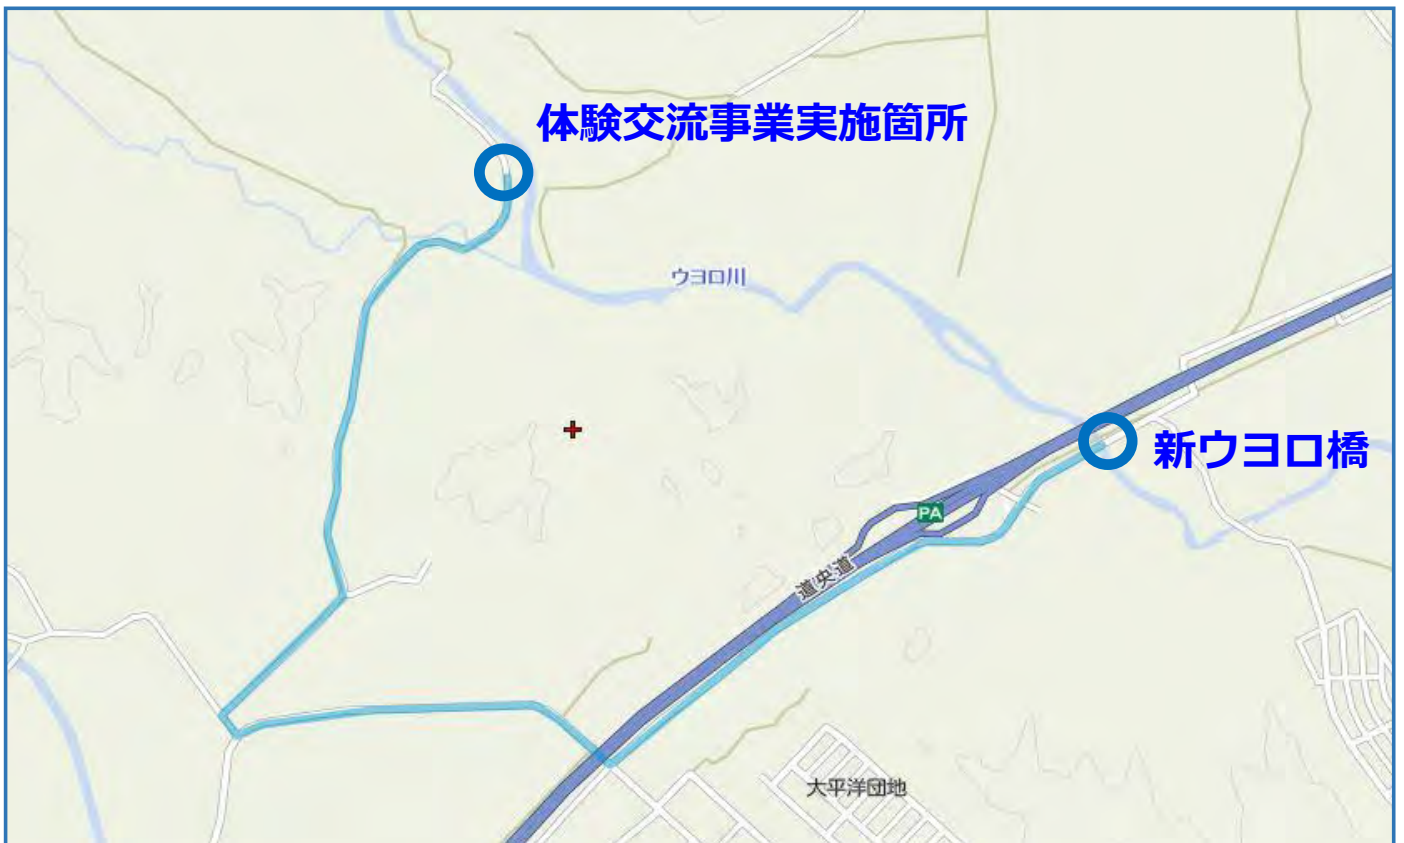 体験交流事業実施箇所
ウヨロ川
新ウヨロ橋
PA
道央道
大平洋団地